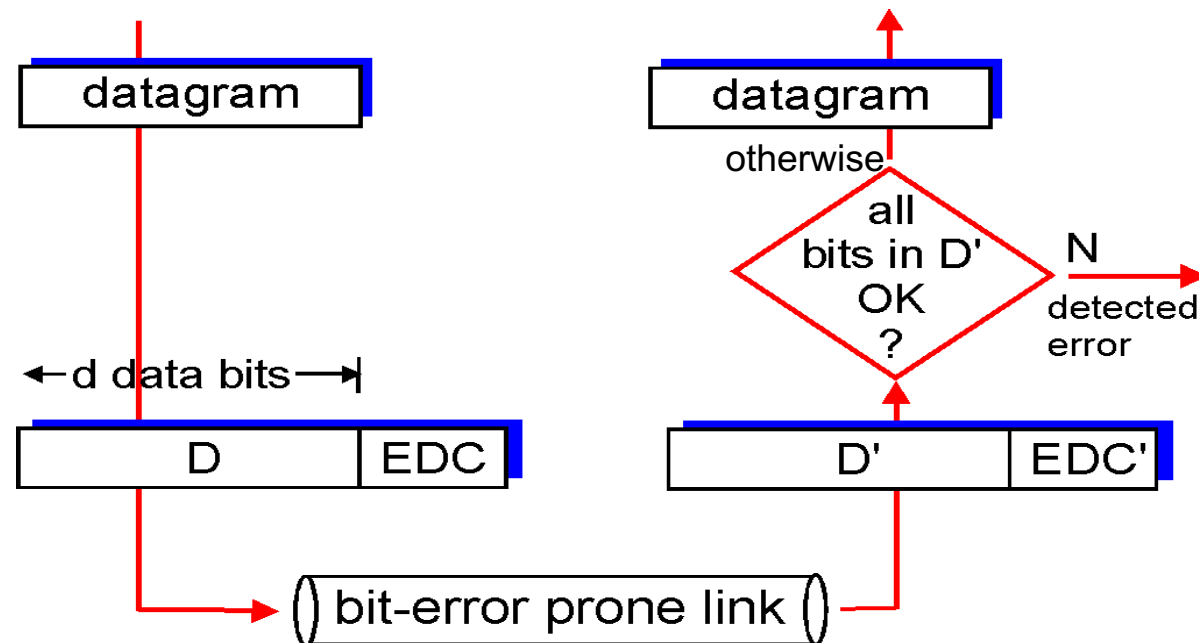 datagram
datagram
otherwise
all
bits in D'
OK
?
N
detected
error
d data bits
D EDC
D' EDC'
bit-error prone link